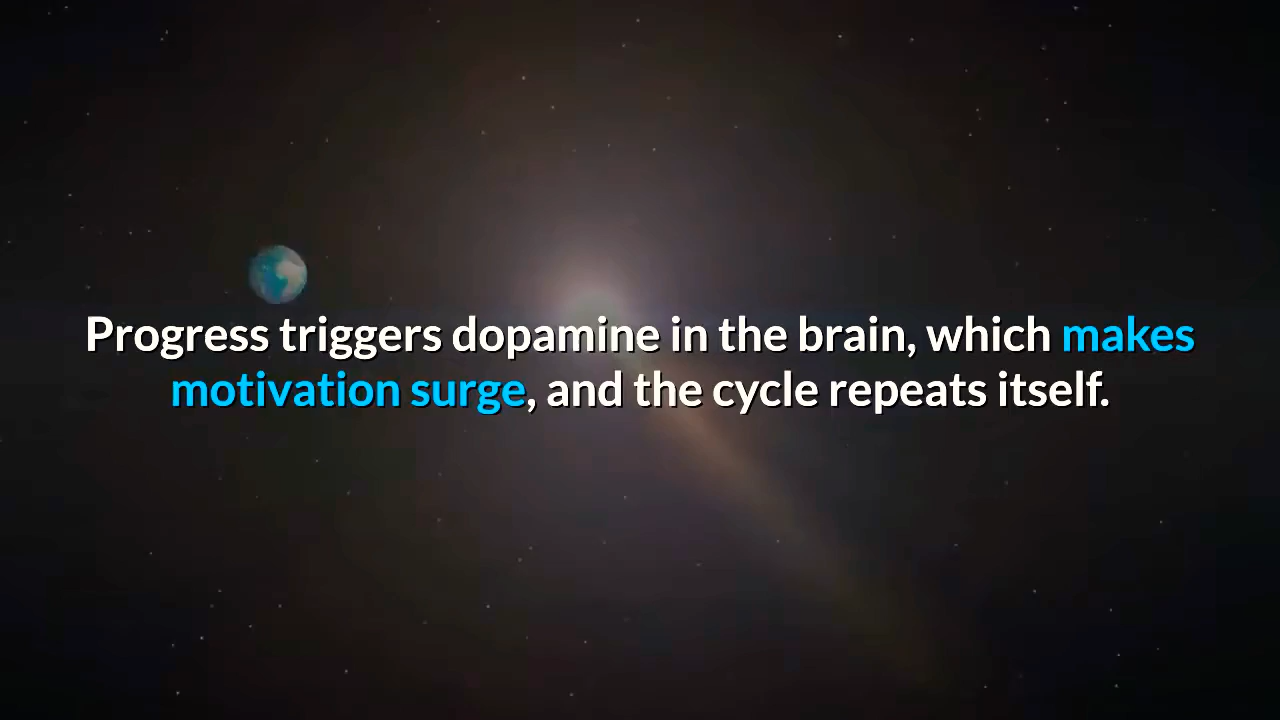 Progress triggers dopamine in the brain, which makes
motivation surge, and the cycle repeats itself.